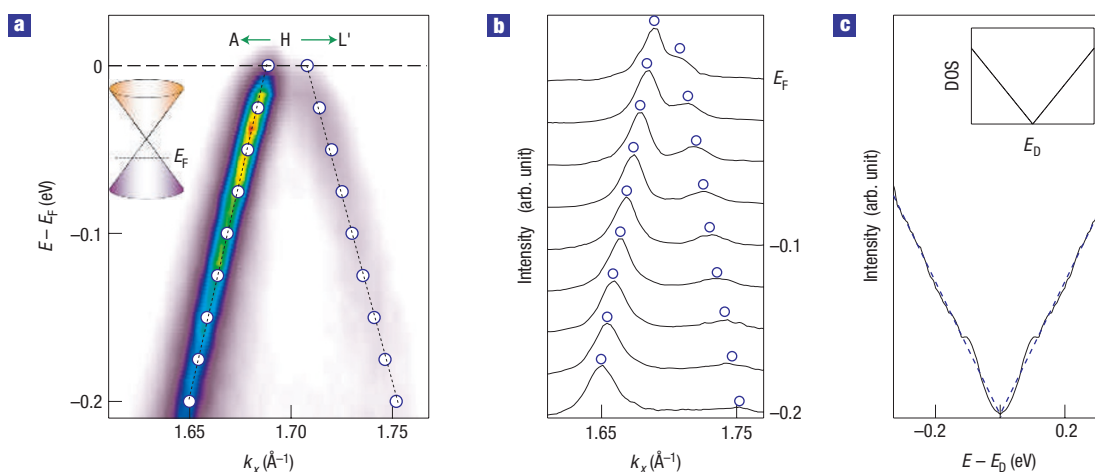 a
A H L'
0
E_F
−0.1
−0.2
E − E_F (eV)
1.65 1.70 1.75
k_x (Å⁻¹)
b
E_F
−0.1
−0.2
Intensity (arb. unit)
1.65 1.75
k_x (Å⁻¹)
c
DOS
E_D
Intensity (arb. unit)
−0.2 0 0.2
E − E_D (eV)